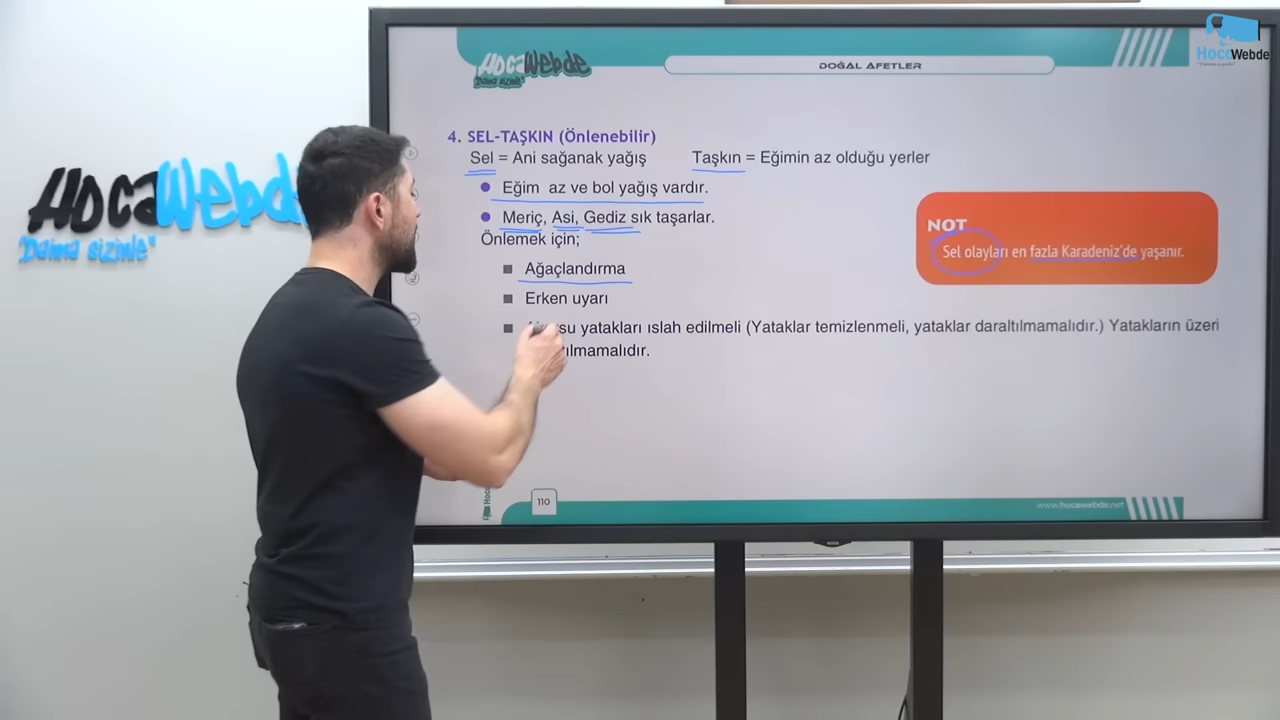 HocaWebde
"Daima sizinle"
HocaWebde
"Daima sizinle"
DOĞAL AFETLER
HocaWebde
4. SEL-TAŞKIN (Önlenebilir)
Sel = Ani sağanak yağış Taşkın = Eğimin az olduğu yerler
Eğim az ve bol yağış vardır.
Meriç, Asi, Gediz sık taşarlar.
Önlemek için;
Ağaçlandırma
Erken uyarı
yatakları ıslah edilmeli (Yataklar temizlenmeli, yataklar daraltılmamalıdır.) Yatakların üzeri
NOT
Sel olayları en fazla Karadeniz'de yaşanır.
110
www.hocawebde.net